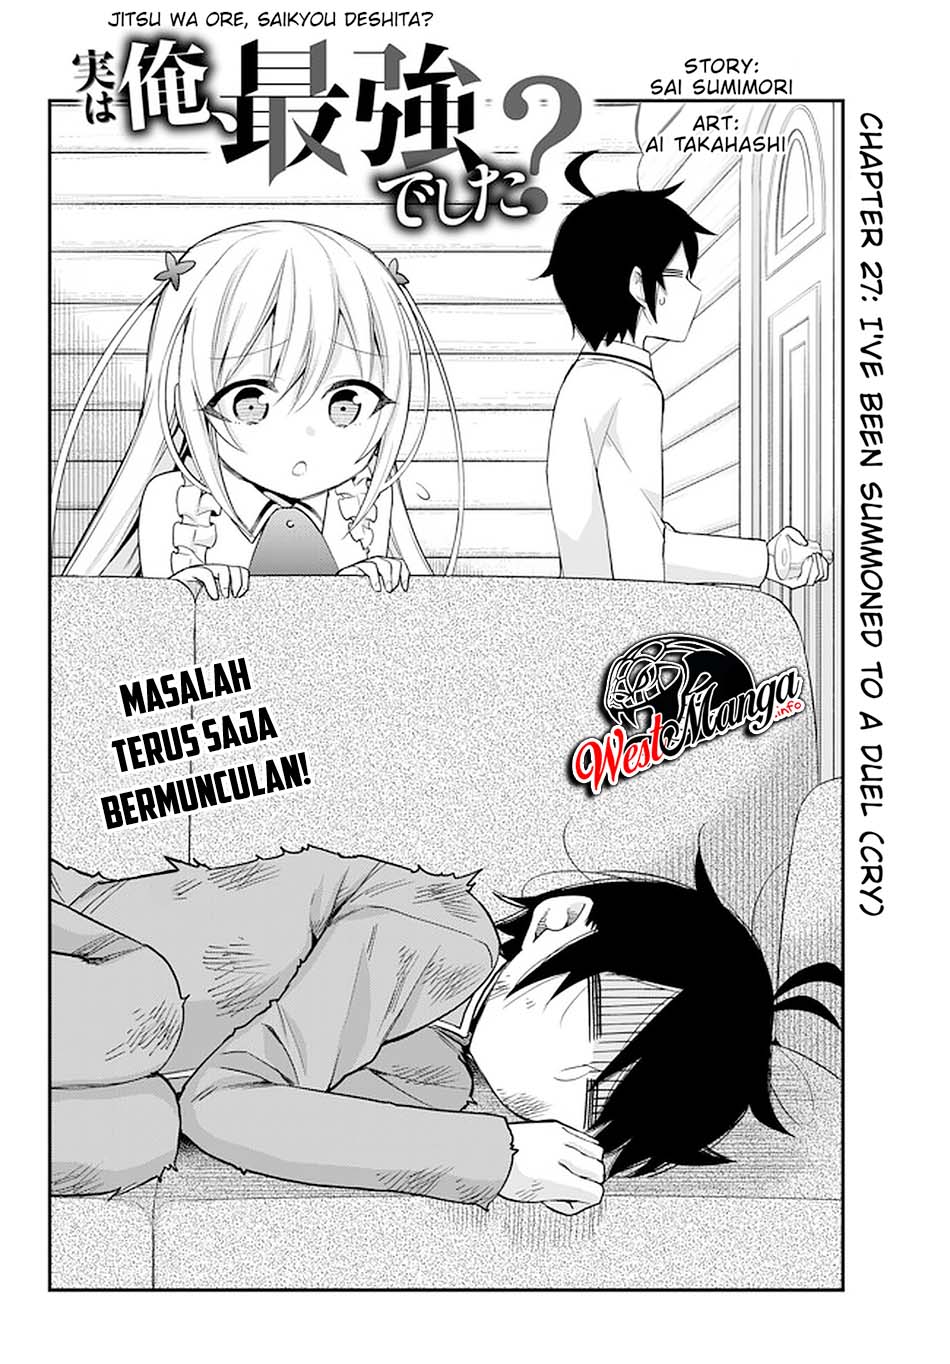 JITSU WA ORE, SAIKYOU DESHITA?
実は俺、最強でした?
STORY:
SAI SUMIMORI
ART:
AI TAKAHASHI
CHAPTER 27: I'VE BEEN SUMMONED TO A DUEL (CRY)
MASALAH
TERUS SAJA
BERMUNCULAN!
WestManga
.info